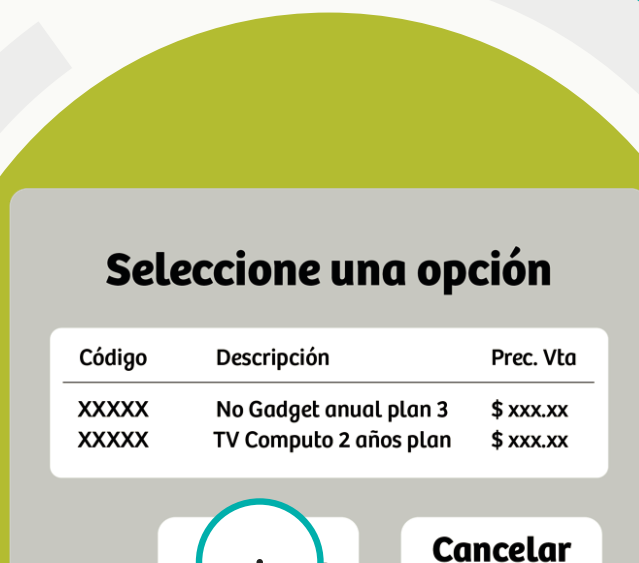 Seleccione una opción
Código Descripción Prec. Vta
XXXXX No Gadget anual plan 3 $ xxx.xx
XXXXX TV Computo 2 años plan $ xxx.xx
Cancelar